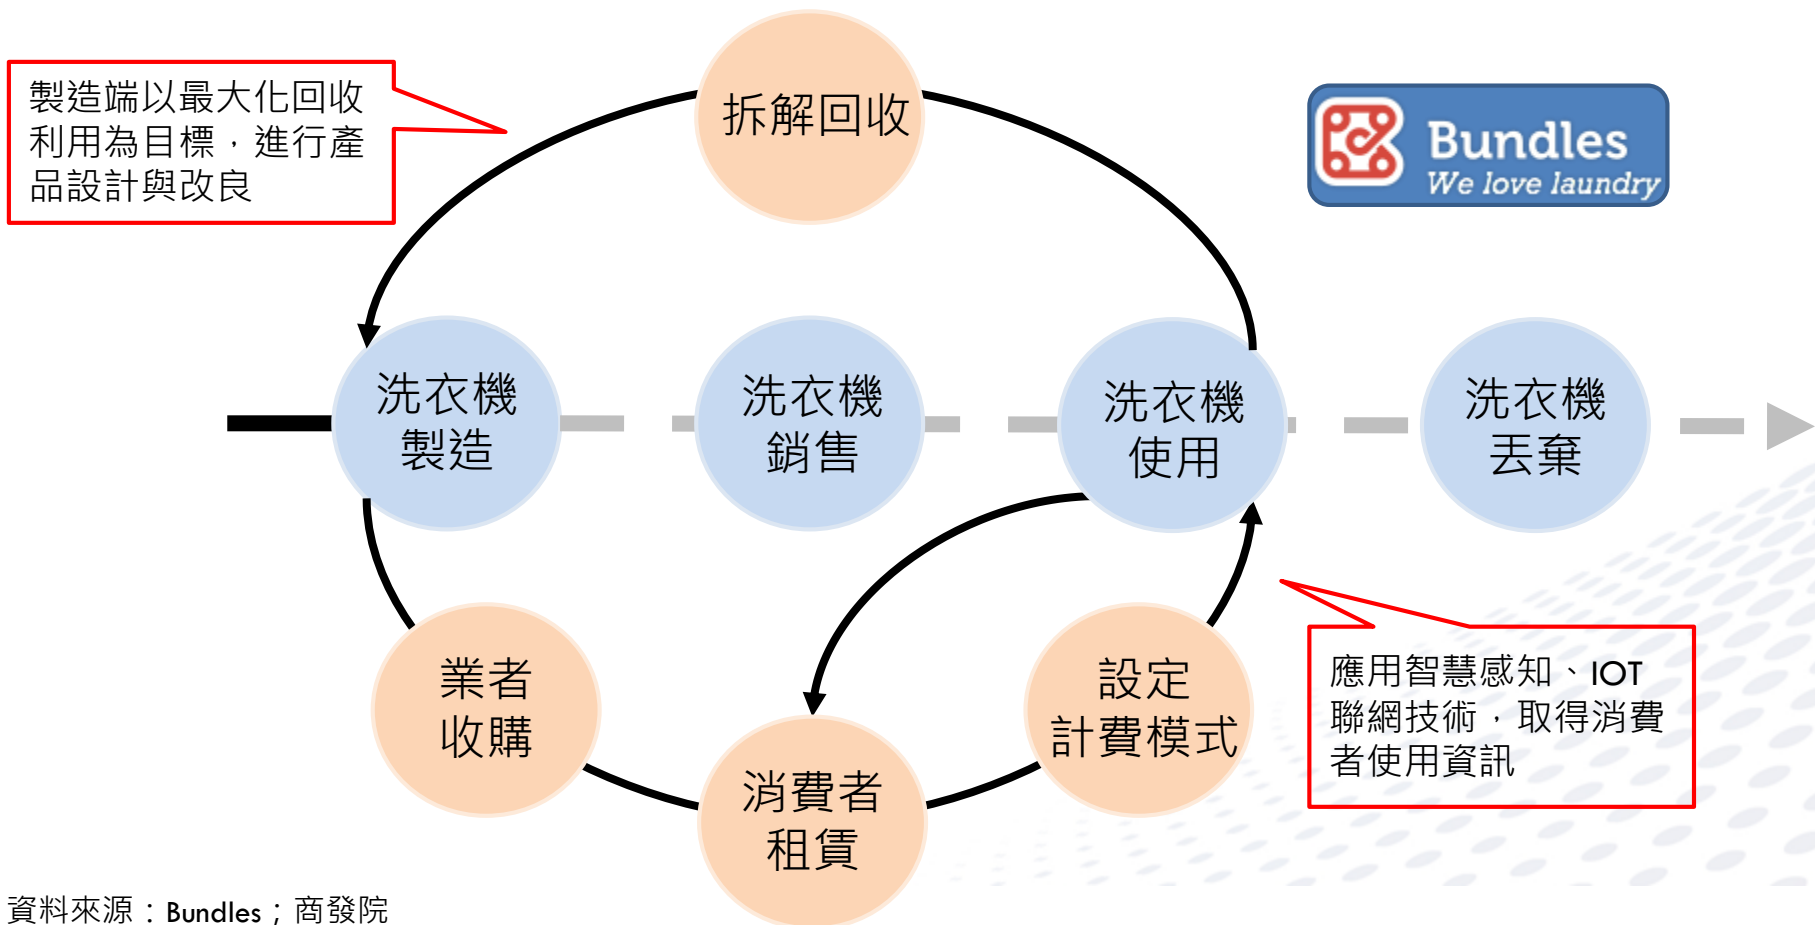 拆解回收
製造端以最大化回收
利用為目標，進行產
品設計與改良
Bundles
We love laundry
洗衣機
製造
洗衣機
銷售
洗衣機
使用
洗衣機
丟棄
業者
收購
消費者
租賃
設定
計費模式
應用智慧感知、IOT
聯網技術，取得消費
者使用資訊
資料來源：Bundles；商發院